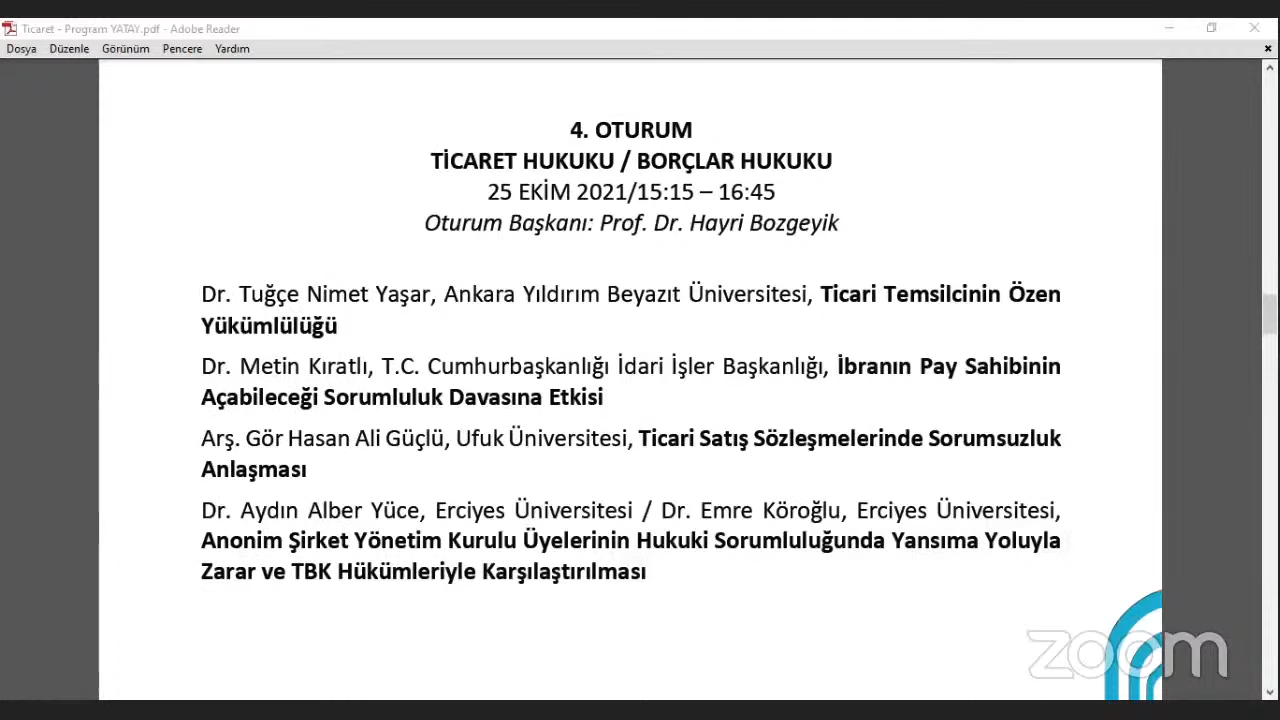 Ticaret - Program YATAY.pdf - Adobe Reader
Dosya Düzenle Görünüm Pencere Yardım
4. OTURUM
TİCARET HUKUKU / BORÇLAR HUKUKU
25 EKİM 2021/15:15 – 16:45
Oturum Başkanı: Prof. Dr. Hayri Bozgeyik
Dr. Tuğçe Nimet Yaşar, Ankara Yıldırım Beyazıt Üniversitesi, Ticari Temsilcinin Özen
Yükümlülüğü
Dr. Metin Kıratlı, T.C. Cumhurbaşkanlığı İdari İşler Başkanlığı, İbranın Pay Sahibinin
Açabileceği Sorumluluk Davasına Etkisi
Arş. Gör Hasan Ali Güçlü, Ufuk Üniversitesi, Ticari Satış Sözleşmelerinde Sorumsuzluk
Anlaşması
Dr. Aydın Alber Yüce, Erciyes Üniversitesi / Dr. Emre Köroğlu, Erciyes Üniversitesi,
Anonim Şirket Yönetim Kurulu Üyelerinin Hukuki Sorumluluğunda Yansıma Yoluyla
Zarar ve TBK Hükümleriyle Karşılaştırılması
zoom